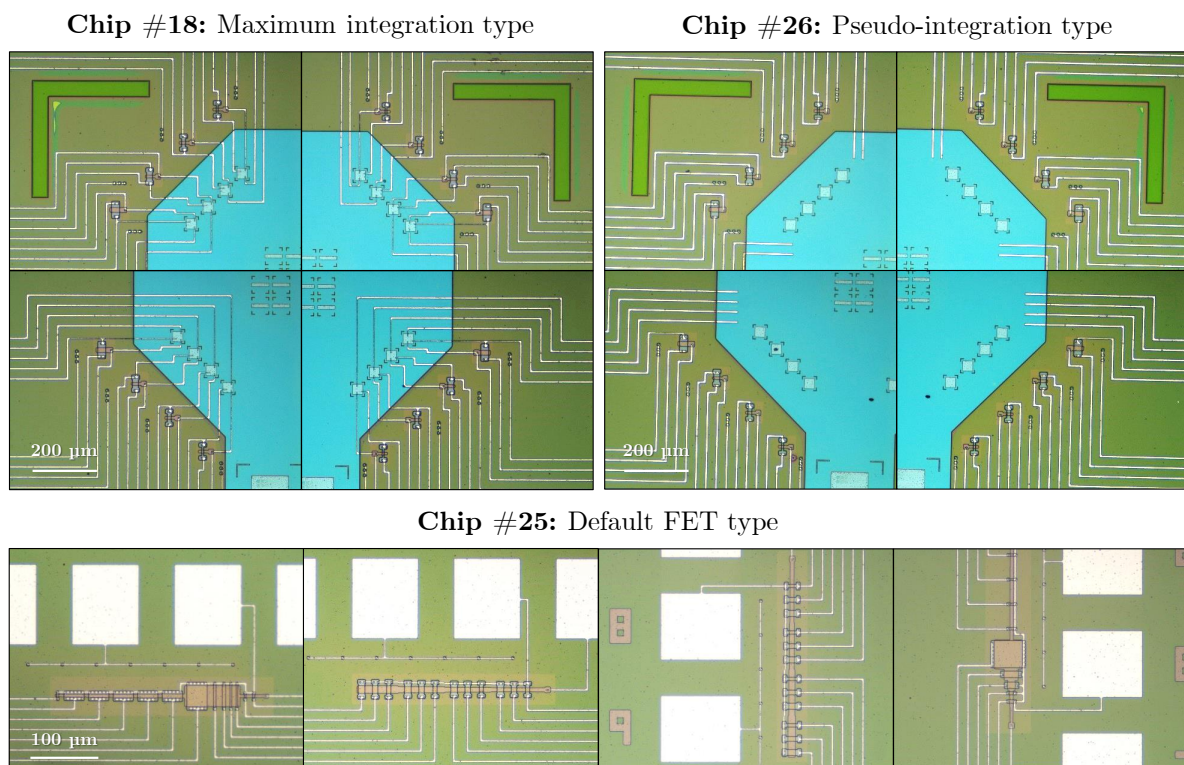 Chip #18: Maximum integration type
Chip #26: Pseudo-integration type
200 µm
200 µm
Chip #25: Default FET type
100 µm